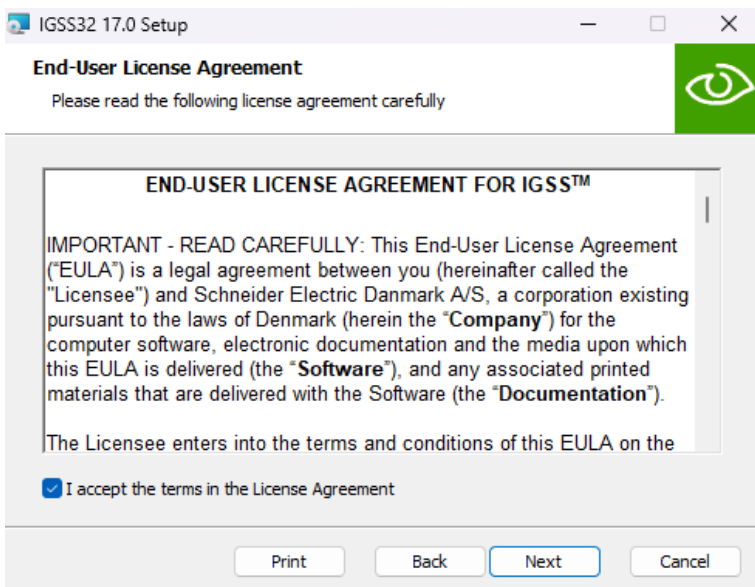 IGSS32 17.0 Setup
End-User License Agreement
Please read the following license agreement carefully
END-USER LICENSE AGREEMENT FOR IGSS™
IMPORTANT - READ CAREFULLY: This End-User License Agreement
(“EULA”) is a legal agreement between you (hereinafter called the
"Licensee") and Schneider Electric Danmark A/S, a corporation existing
pursuant to the laws of Denmark (herein the “Company”) for the
computer software, electronic documentation and the media upon which
this EULA is delivered (the “Software”), and any associated printed
materials that are delivered with the Software (the “Documentation”).
The Licensee enters into the terms and conditions of this EULA on the
I accept the terms in the License Agreement
Print Back Next Cancel